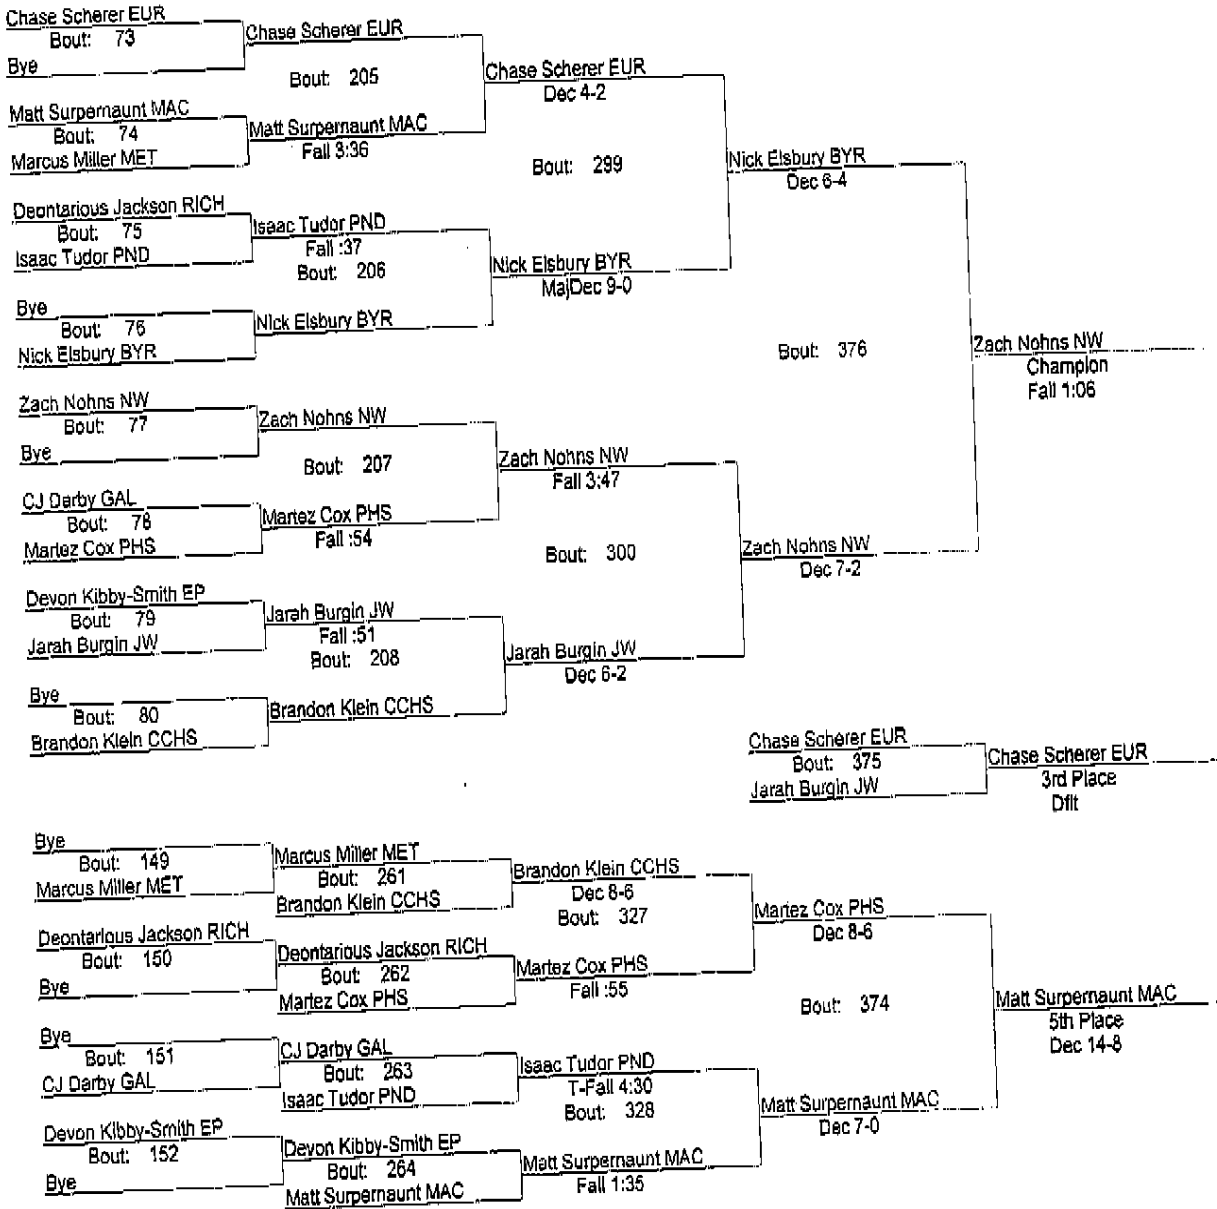 Chase Scherer EUR
Bout: 73
Bye
Chase Scherer EUR
Bout: 205
Matt Surpernaunt MAC
Bout: 74
Marcus Miller MET
Matt Surpernaunt MAC
Fall 3:36
Chase Scherer EUR
Dec 4-2
Bout: 299
Deontarious Jackson RICH
Bout: 75
Isaac Tudor PND
Isaac Tudor PND
Fall :37
Bout: 206
Bye
Bout: 76
Nick Elsbury BYR
Nick Elsbury BYR
Nick Elsbury BYR
MajDec 9-0
Nick Elsbury BYR
Dec 6-4
Bout: 376
Zach Nohns NW
Champion
Fall 1:06
Zach Nohns NW
Bout: 77
Bye
Zach Nohns NW
Bout: 207
CJ Darby GAL
Bout: 78
Martez Cox PHS
Martez Cox PHS
Fall :54
Zach Nohns NW
Fall 3:47
Bout: 300
Zach Nohns NW
Dec 7-2
Devon Kibby-Smith EP
Bout: 79
Jarah Burgin JW
Jarah Burgin JW
Fall :51
Bout: 208
Bye
Bout: 80
Brandon Klein CCHS
Brandon Klein CCHS
Jarah Burgin JW
Dec 6-2
Chase Scherer EUR
Bout: 375
Jarah Burgin JW
Chase Scherer EUR
3rd Place
Dflt
Bye
Bout: 149
Marcus Miller MET
Marcus Miller MET
Bout: 261
Brandon Klein CCHS
Brandon Klein CCHS
Dec 8-6
Bout: 327
Deontarious Jackson RICH
Bout: 150
Bye
Deontarious Jackson RICH
Bout: 262
Martez Cox PHS
Martez Cox PHS
Fall :55
Martez Cox PHS
Dec 8-6
Bout: 374
Matt Surpernaunt MAC
5th Place
Dec 14-8
Bye
Bout: 151
CJ Darby GAL
CJ Darby GAL
Bout: 263
Isaac Tudor PND
Isaac Tudor PND
T-Fall 4:30
Bout: 328
Matt Surpernaunt MAC
Dec 7-0
Devon Kibby-Smith EP
Bout: 152
Bye
Devon Kibby-Smith EP
Bout: 264
Matt Surpernaunt MAC
Matt Surpernaunt MAC
Fall 1:35